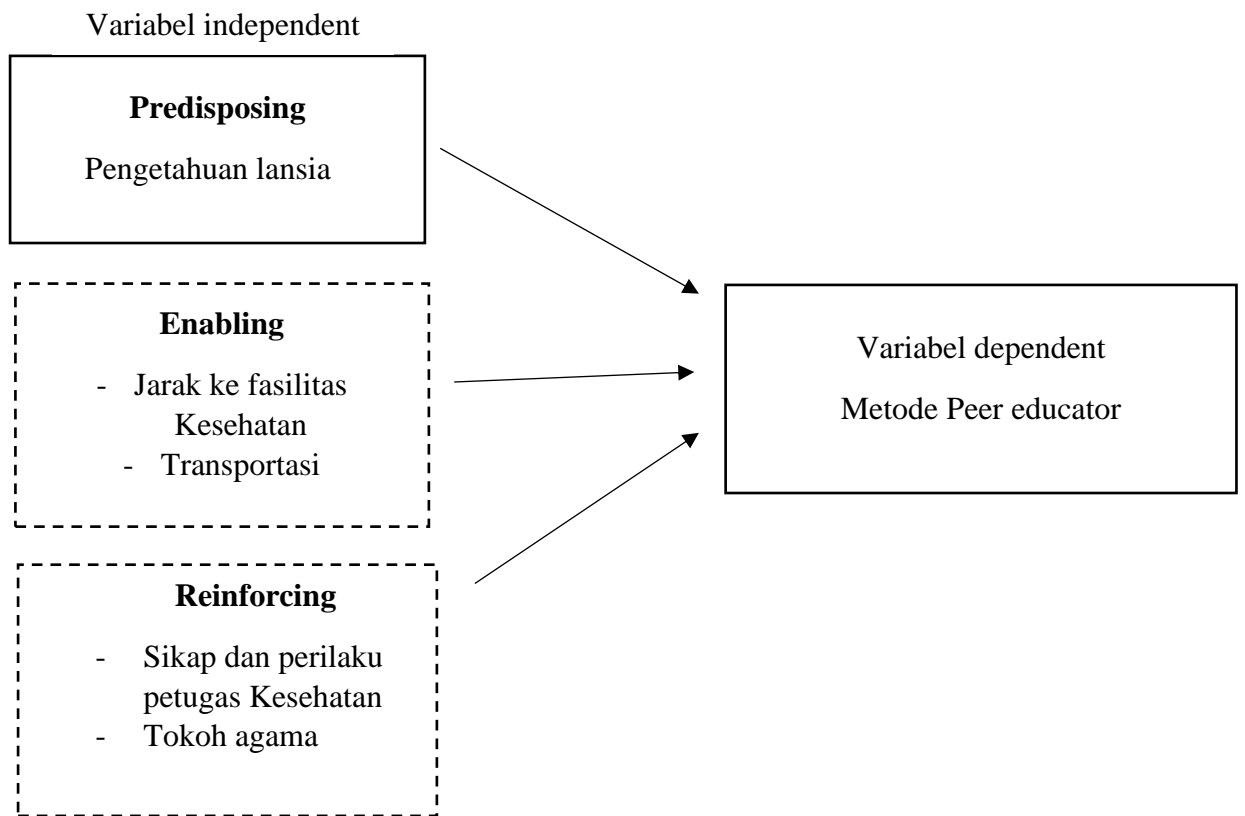 Variabel independent
Predisposing
Pengetahuan lansia
Enabling
- Jarak ke fasilitas
Kesehatan
- Transportasi
Reinforcing
- Sikap dan perilaku
petugas Kesehatan
- Tokoh agama
Variabel dependent
Metode Peer educator